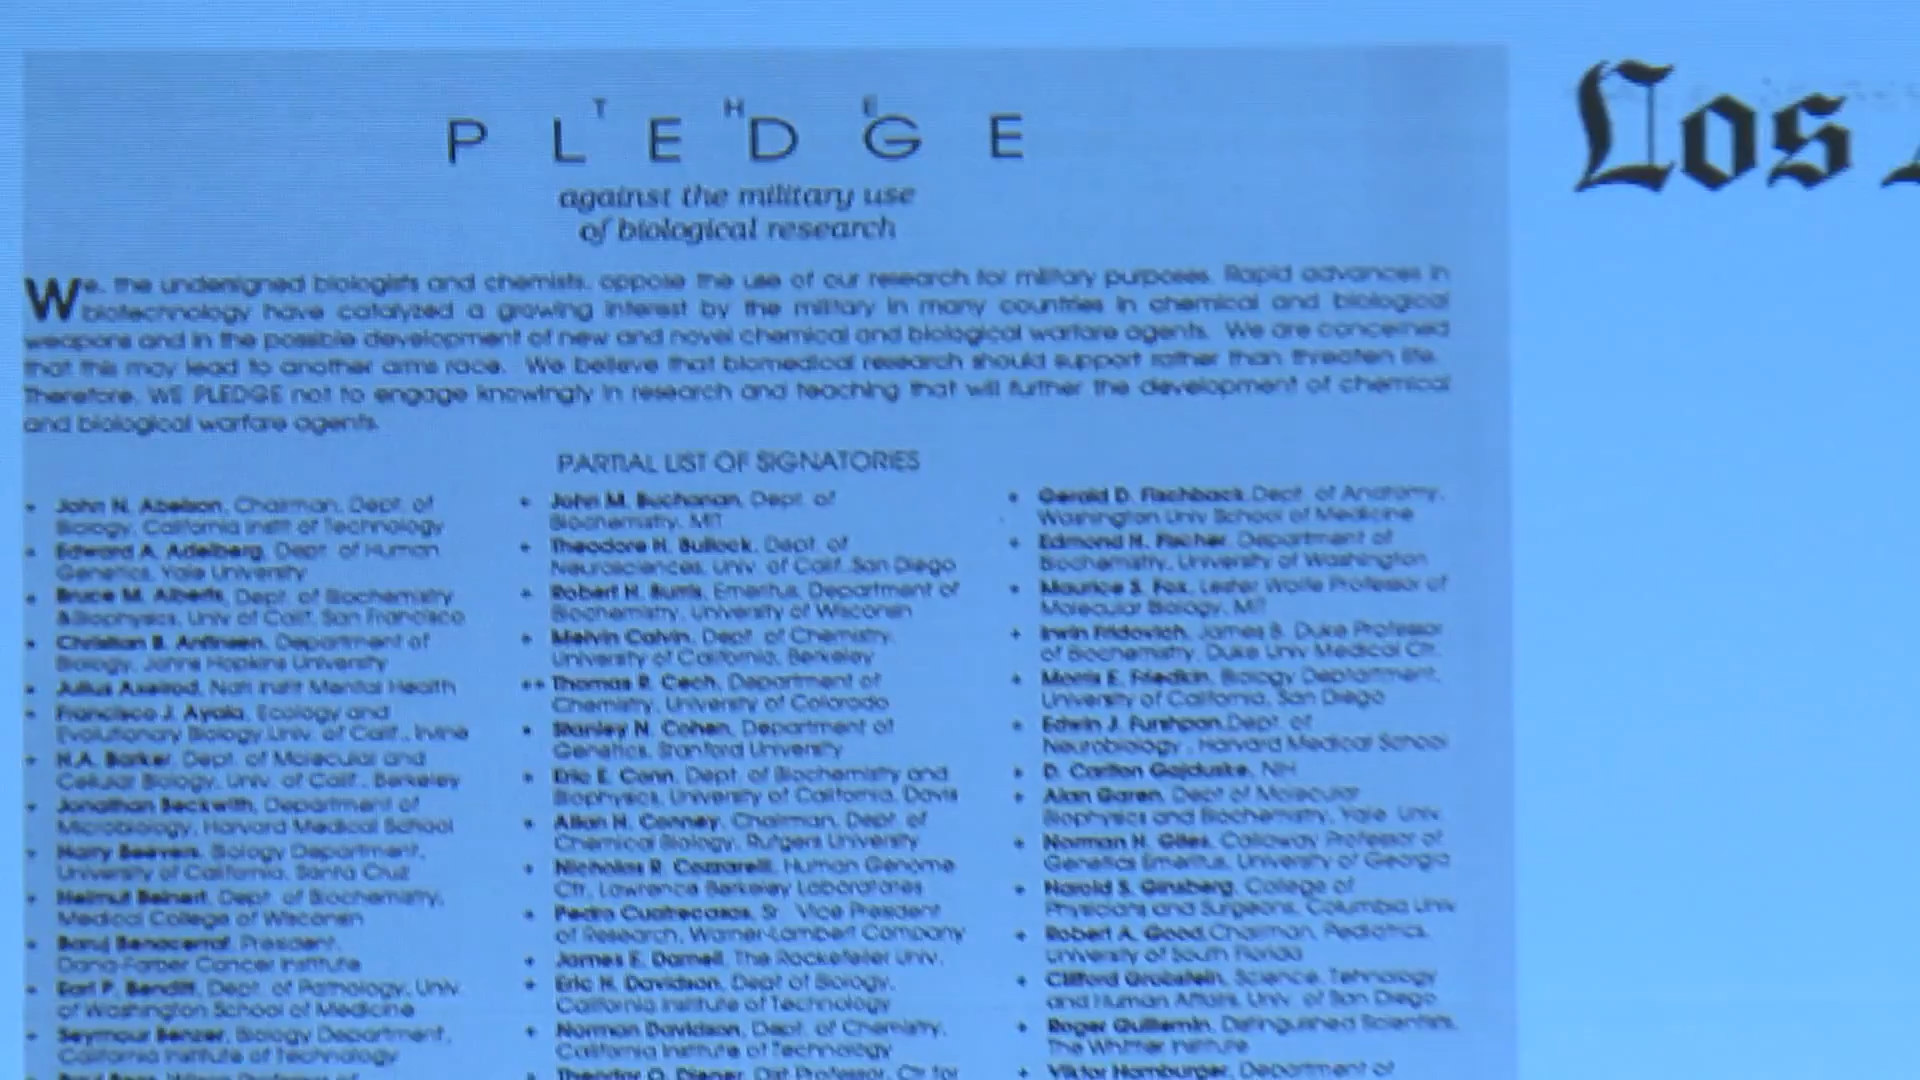 THE
PLEDGE
against the military use
of biological research
We, the undersigned biologists and chemists, oppose the use of our research for military purposes. Rapid advances in
biotechnology have catalyzed a growing interest by the military in many countries in chemical and biological
weapons and in the possible development of new and novel chemical and biological warfare agents. We are concerned
that this may lead to another arms race. We believe that biomedical research should support rather than threaten life.
Therefore, WE PLEDGE not to engage knowingly in research and teaching that will further the development of chemical
and biological warfare agents.
PARTIAL LIST OF SIGNATORIES
John N. Abelson, Chairman, Dept. of
Biology, California Instit of Technology
Edward A. Adelberg, Dept. of Human
Genetics, Yale University
Bruce M. Alberts, Dept. of Biochemistry
&Biophysics, Univ of Calif. San Francisco
Christian B. Anfinsen, Department of
Biology, Johns Hopkins University
Julius Axelrod, Natl Instit Mental Health
Francisco J. Ayala, Ecology and
Evolutionary Biology,Univ. of Calif., Irvine
H.A. Barker, Dept. of Molecular and
Cellular Biology, Univ. of Calif., Berkeley
Jonathan Beckwith, Department of
Microbiology, Harvard Medical School
Harry Beevers, Biology Department,
University of California, Santa Cruz
Helmut Beinert, Dept. of Biochemistry,
Medical College of Wisconsin
Baruj Benacerraf, President,
Dana-Farber Cancer Institute
Earl P. Benditt, Dept. of Pathology, Univ
of Washington School of Medicine
Seymour Benzer, Biology Department,
California Institute of Technology
John M. Buchanan, Dept. of
Biochemistry, MIT
Theodore H. Bullock, Dept. of
Neurosciences, Univ. of Calif. San Diego
Robert H. Burris, Emeritus, Department of
Biochemistry, University of Wisconsin
Melvin Calvin, Dept. of Chemistry,
University of California, Berkeley
++ Thomas R. Cech, Department of
Chemistry, University of Colorado
Stanley N. Cohen, Department of
Genetics, Stanford University
Eric E. Conn, Dept. of Biochemistry and
Biophysics, University of California, Davis
Allan H. Conney, Chairman, Dept. of
Chemical Biology, Rutgers University
Nicholas R. Cozzarelli, Human Genome
Ctr, Lawrence Berkeley Laboratories
Pedro Cuatrecasas, Sr. Vice President
of Research, Warner-Lambert Company
James E. Darnell, The Rockefeller Univ.
Eric H. Davidson, Dept of Biology,
California Institute of Technology
Norman Davidson, Dept. of Chemistry,
California Institute of Technology
Theodor O. Diener, Dist Professor, Ctr for
Gerald D. Fischback,Dept. of Anatomy,
Washington Univ School of Medicine
Edmond H. Fischer, Department of
Biochemistry, University of Washington
Maurice S. Fox, Lester Wolfe Professor of
Molecular Biology, MIT
Irwin Fridovich, James B. Duke Professor
of Biochemistry, Duke Univ Medical Ctr.
Morris E. Friedkin, Biology Deptartment,
University of California, San Diego
Edwin J. Furshpan,Dept. of
Neurobiology, Harvard Medical School
D. Carlton Gajduske, NIH
Alan Garen, Dept of Molecular
Biophysics and Biochemistry, Yale Univ.
Norman H. Giles, Calloway Professor of
Genetics Emeritus, University of Georgia
Harold S. Ginsberg, College of
Physicians and Surgeons, Columbia Univ
Robert A. Good,Chairman, Pediatrics,
University of South Florida
Clifford Grobstein, Science, Tehnology
and Human Affairs, Univ. of San Diego
Roger Guillemin, Distinguished Scientists,
The Whittier Institute
Viktor Hamburger, Department of
Los